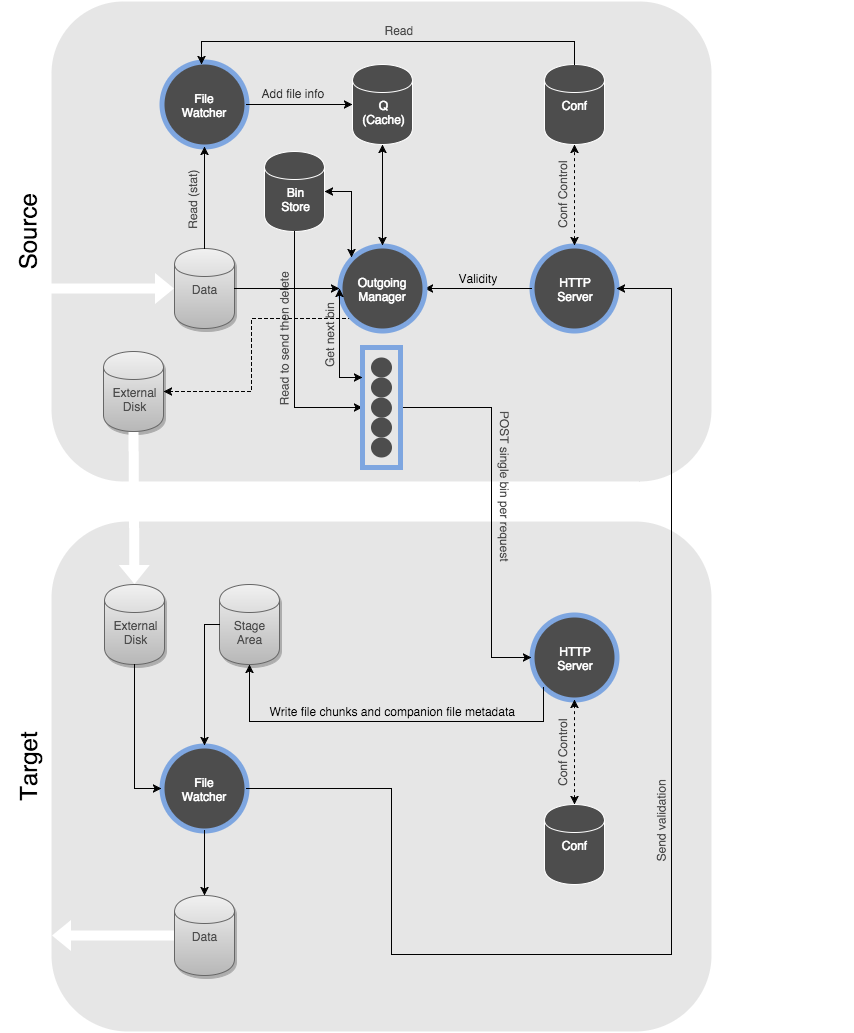 Read
File
Watcher
Add file info
Q
(Cache)
Conf
Bin
Store
Read (stat)
Conf Control
Source
Data
Outgoing
Manager
Validity
HTTP
Server
Read to send then delete
Get next bin
External
Disk
POST single bin per request
External
Disk
Stage
Area
HTTP
Server
Write file chunks and companion file metadata
Conf Control
Target
File
Watcher
Send validation
Conf
Data